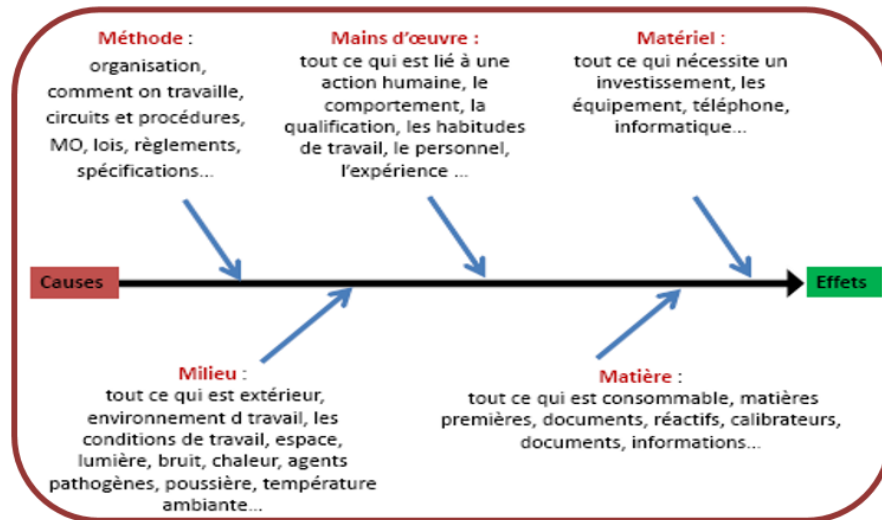 Méthode :
organisation,
comment on travaille,
circuits et procédures,
MO, lois, règlements,
spécifications...
Mains d'œuvre :
tout ce qui est lié à une
action humaine, le
comportement, la
qualification, les habitudes
de travail, le personnel,
l'expérience ...
Matériel :
tout ce qui nécessite un
investissement, les
équipement, téléphone,
informatique...
Causes
Effets
Milieu :
tout ce qui est extérieur,
environnement d travail, les
conditions de travail, espace,
lumière, bruit, chaleur, agents
pathogènes, poussière, température
ambiante...
Matière :
tout ce qui est consommable, matières
premières, documents, réactifs, calibrateurs,
documents, informations...